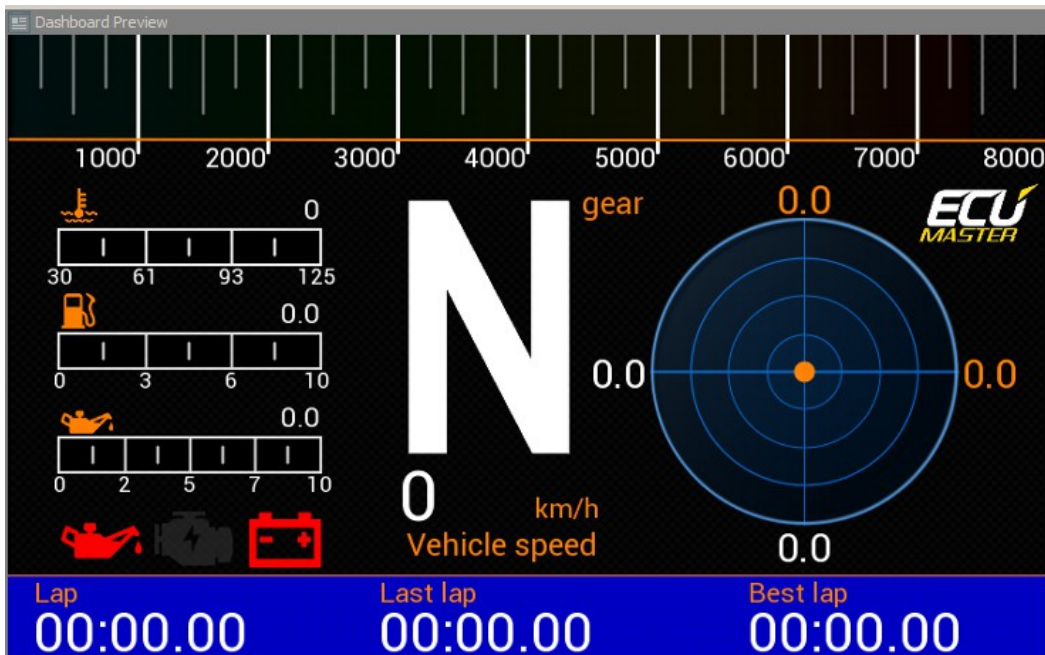 Dashboard Preview
1000 2000 3000 4000 5000 6000 7000 8000
0
30 61 93 125
0.0
0 3 6 10
0.0
0 2 5 7 10
N
gear
0
km/h
Vehicle speed
0.0
0.0
0.0
0.0
ECU
MASTER
Lap
00:00.00
Last lap
00:00.00
Best lap
00:00.00